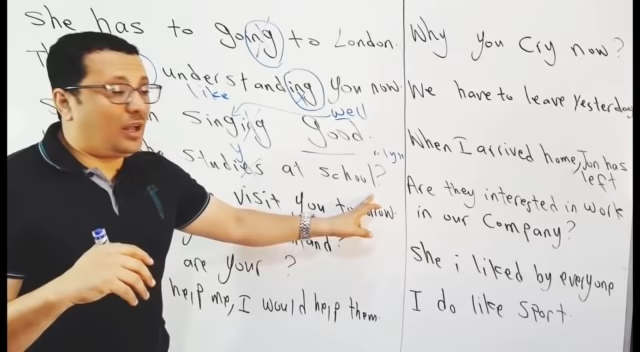 She has to going to London.
understanding you now
like
singing good
well
y
studies at school?
visit you
are your ?
help me, I would help them.
Why you Cry now?
We have to leave yesterday
When I arrived home, Jon has
left
Are they interested in work
in our Company?
She i liked by everyone
I do like sport.